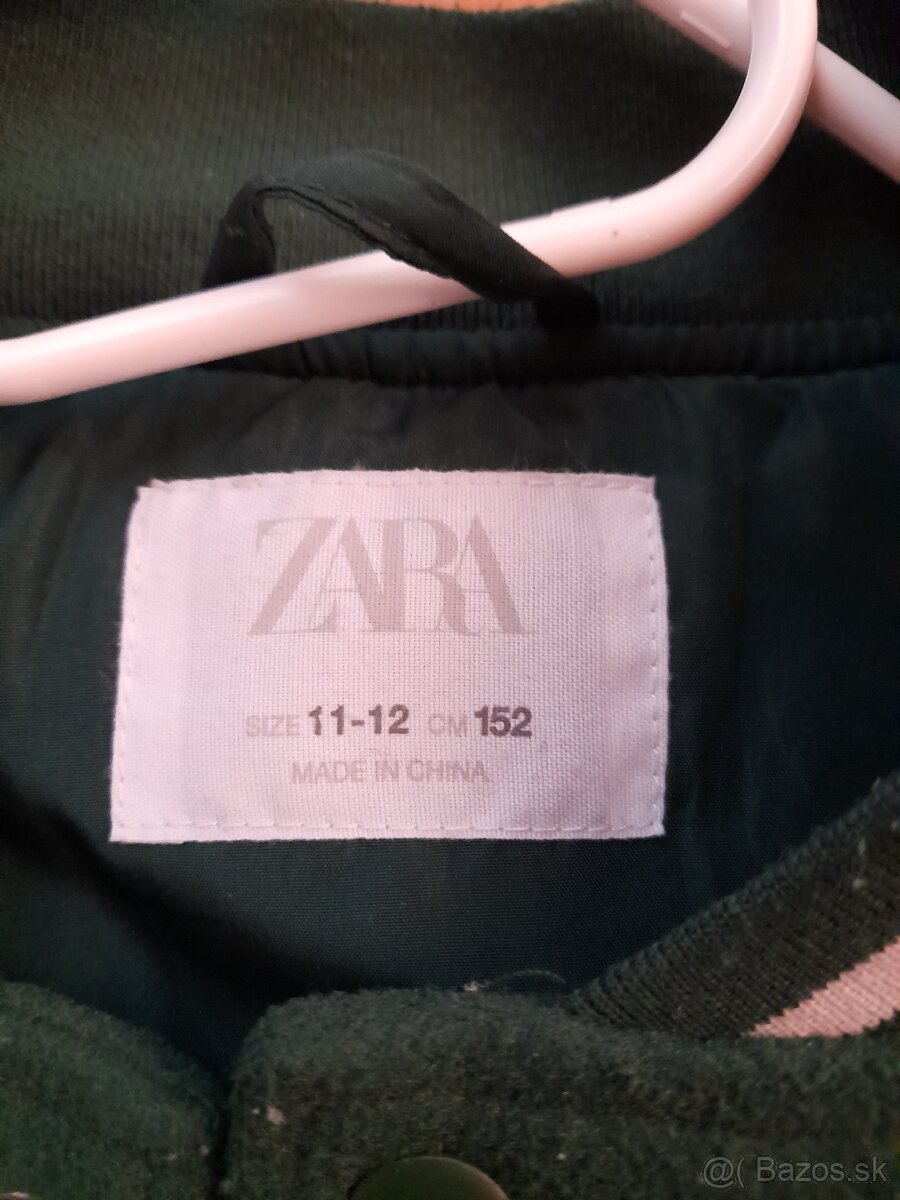 ZARA
SIZE 11-12 CM 152
MADE IN CHINA
@( Bazos.sk